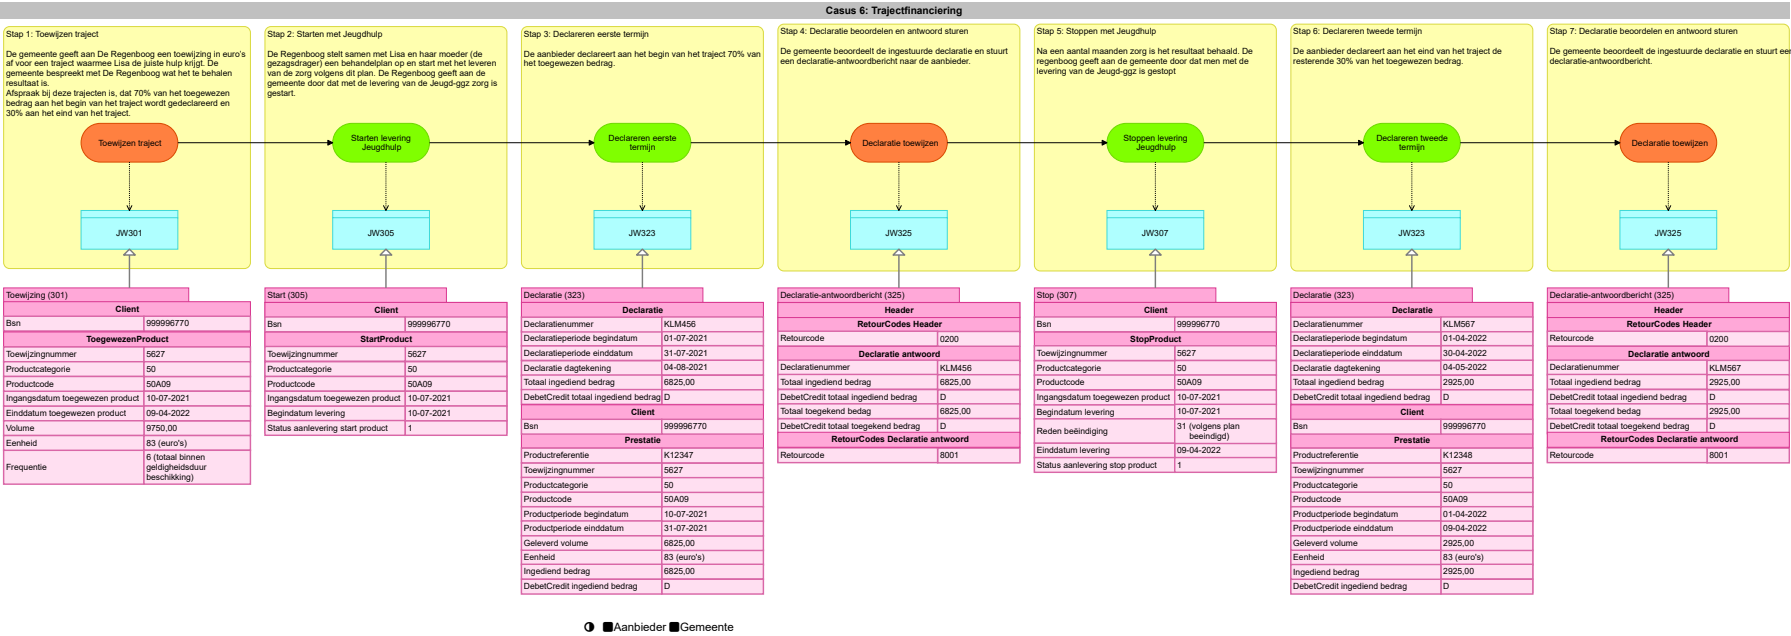 Casus 6: Trajectfinanciering
Stap 1: Toewijzen traject
De gemeente geeft aan De Regenboog een toewijzing in euro's
af voor een traject waarmee Lisa de juiste hulp krijgt. De
gemeente bespreekt met De Regenboog wat het te behalen
resultaat is.
Afspraak bij deze trajecten is, dat 70% van het toegewezen
bedrag aan het begin van het traject wordt gedeclareerd en
30% aan het eind van het traject.
Toewijzen traject
JW301
Toewijzing (301)
Client
Bsn 999996770
ToegewezenProduct
Toewijzingnummer 5627
Productcategorie 50
Productcode 50A09
Ingangsdatum toegewezen product 10-07-2021
Einddatum toegewezen product 09-04-2022
Volume 9750,00
Eenheid 83 (euro's)
Frequentie 6 (totaal binnen
geldigheidsduur
beschikking)
Stap 2: Starten met Jeugdhulp
De Regenboog stelt samen met Lisa en haar moeder (de
gezagsdrager) een behandelplan op en start met het leveren
van de zorg volgens dit plan. De Regenboog geeft aan de
gemeente door dat met de levering van de Jeugd-ggz zorg is
gestart.
Starten levering
Jeugdhulp
JW305
Start (305)
Client
Bsn 999996770
StartProduct
Toewijzingnummer 5627
Productcategorie 50
Productcode 50A09
Ingangsdatum toegewezen product 10-07-2021
Begindatum levering 10-07-2021
Status aanlevering start product 1
Stap 3: Declareren eerste termijn
De aanbieder declareert aan het begin van het traject 70% van
het toegewezen bedrag.
Declareren eerste
termijn
JW323
Declaratie (323)
Declaratie
Declaratienummer KLM456
Declaratieperiode begindatum 01-07-2021
Declaratieperiode einddatum 31-07-2021
Declaratie dagtekening 04-08-2021
Totaal ingediend bedrag 6825,00
DebetCredit totaal ingediend bedrag D
Client
Bsn 999996770
Prestatie
Productreferentie K12347
Toewijzingnummer 5627
Productcategorie 50
Productcode 50A09
Productperiode begindatum 10-07-2021
Productperiode einddatum 31-07-2021
Geleverd volume 6825,00
Eenheid 83 (euro's)
Ingediend bedrag 6825,00
DebetCredit ingediend bedrag D
Stap 4: Declaratie beoordelen en antwoord sturen
De gemeente beoordeelt de ingestuurde declaratie en stuurt
een declaratie-antwoordbericht naar de aanbieder.
Declaratie toewijzen
JW325
Declaratie-antwoordbericht (325)
Header
RetourCodes Header
Retourcode 0200
Declaratie antwoord
Declaratienummer KLM456
Totaal ingediend bedrag 6825,00
DebetCredit totaal ingediend bedrag D
Totaal toegekend bedag 6825,00
DebetCredit totaal toegekend bedrag D
RetourCodes Declaratie antwoord
Retourcode 8001
Stap 5: Stoppen met Jeugdhulp
Na een aantal maanden zorg is het resultaat behaald. De
regenboog geeft aan de gemeente door dat men met de
levering van de Jeugd-ggz is gestopt
Stoppen levering
Jeugdhulp
JW307
Stop (307)
Client
Bsn 999996770
StopProduct
Toewijzingnummer 5627
Productcategorie 50
Productcode 50A09
Ingangsdatum toegewezen product 10-07-2021
Begindatum levering 10-07-2021
Reden beëindiging 31 (volgens plan
beeindigd)
Einddatum levering 09-04-2022
Status aanlevering stop product 1
Stap 6: Declareren tweede termijn
De aanbieder declareert aan het eind van het traject de
resterende 30% van het toegewezen bedrag.
Declareren tweede
termijn
JW323
Declaratie (323)
Declaratie
Declaratienummer KLM567
Declaratieperiode begindatum 01-04-2022
Declaratieperiode einddatum 30-04-2022
Declaratie dagtekening 04-05-2022
Totaal ingediend bedrag 2925,00
DebetCredit totaal ingediend bedrag D
Client
Bsn 999996770
Prestatie
Productreferentie K12348
Toewijzingnummer 5627
Productcategorie 50
Productcode 50A09
Productperiode begindatum 01-04-2022
Productperiode einddatum 09-04-2022
Geleverd volume 2925,00
Eenheid 83 (euro's)
Ingediend bedrag 2925,00
DebetCredit ingediend bedrag D
Stap 7: Declaratie beoordelen en antwoord sturen
De gemeente beoordeelt de ingestuurde declaratie en stuurt een
declaratie-antwoordbericht.
Declaratie toewijzen
JW325
Declaratie-antwoordbericht (325)
Header
RetourCodes Header
Retourcode 0200
Declaratie antwoord
Declaratienummer KLM567
Totaal ingediend bedrag 2925,00
DebetCredit totaal ingediend bedrag D
Totaal toegekend bedag 2925,00
DebetCredit totaal toegekend bedrag D
RetourCodes Declaratie antwoord
Retourcode 8001
Aanbieder Gemeente